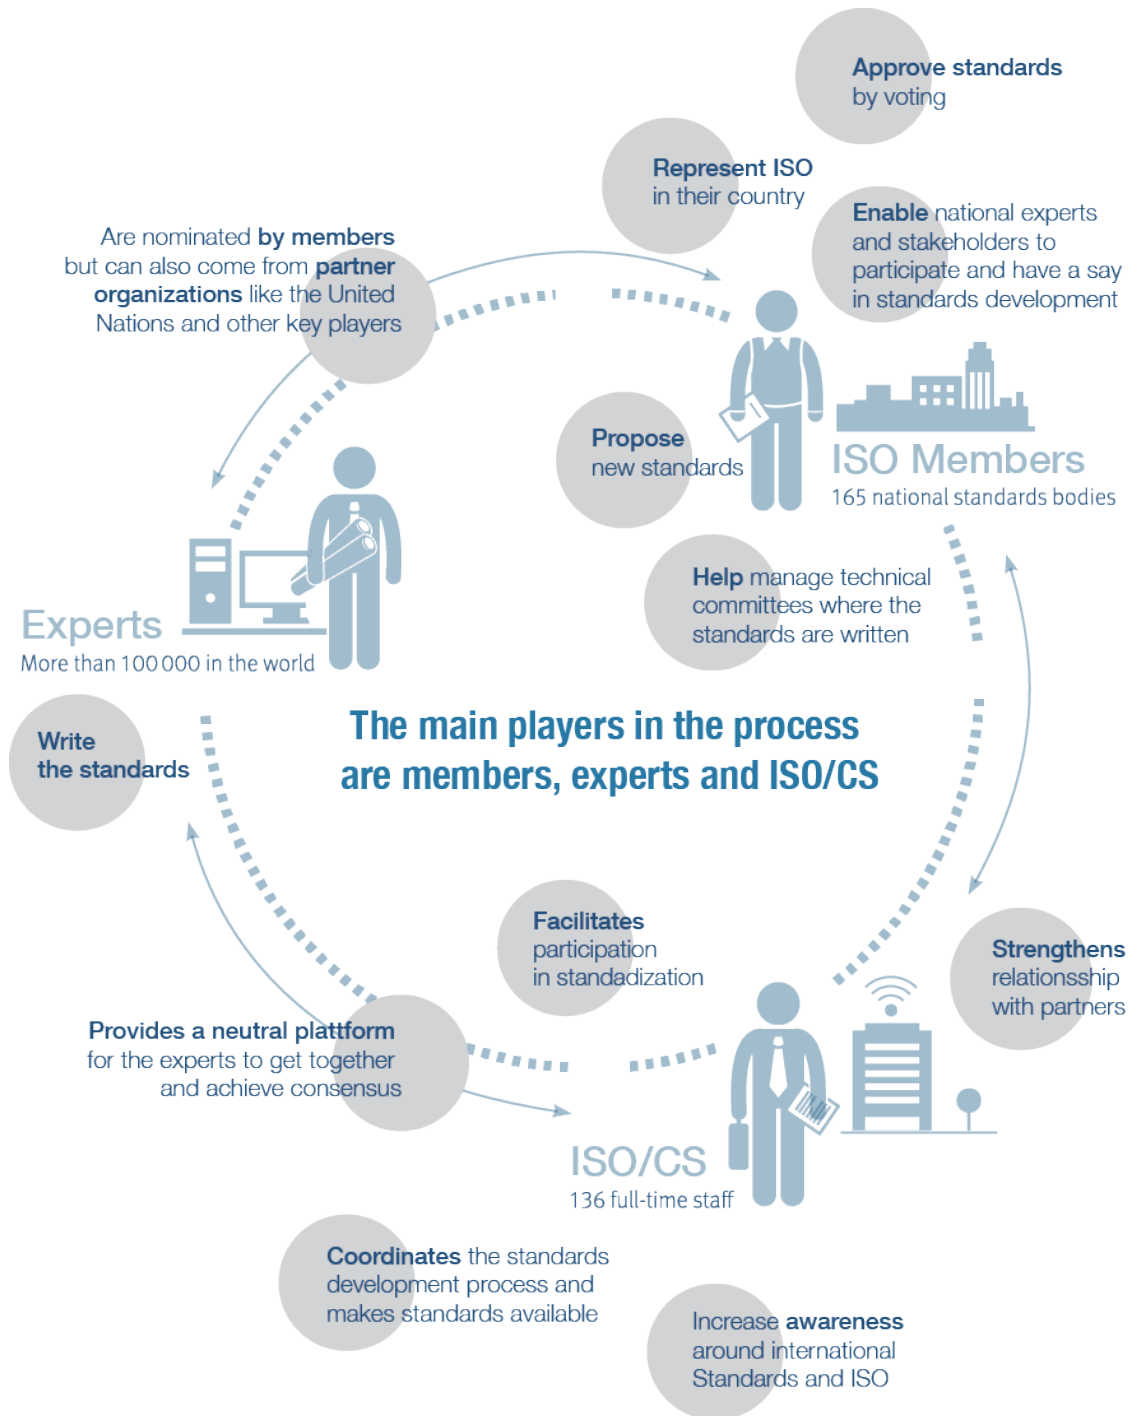 Approve standards
by voting
Represent ISO
in their country
Enable national experts
and stakeholders to
participate and have a say
in standards development
Are nominated by members
but can also come from partner
organizations like the United
Nations and other key players
Propose
new standards
ISO Members
165 national standards bodies
Help manage technical
committees where the
standards are written
Experts
More than 100 000 in the world
Write
the standards
The main players in the process
are members, experts and ISO/CS
Facilitates
participation
in standadization
Strengthens
relationsship
with partners
Provides a neutral plattform
for the experts to get together
and achieve consensus
ISO/CS
136 full-time staff
Coordinates the standards
development process and
makes standards available
Increase awareness
around international
Standards and ISO